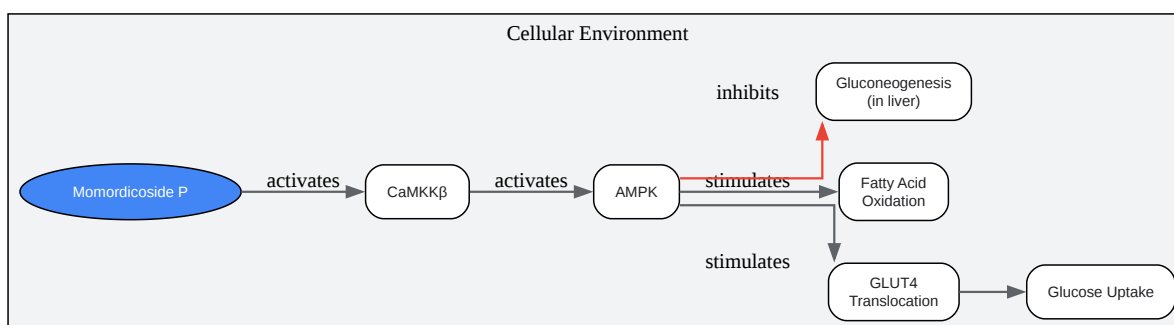 Cellular Environment
Gluconeogenesis
(in liver)
inhibits
Momordicoside P
activates
CaMKKβ
activates
AMPK
stimulates
Fatty Acid
Oxidation
stimulates
GLUT4
Translocation
Glucose Uptake